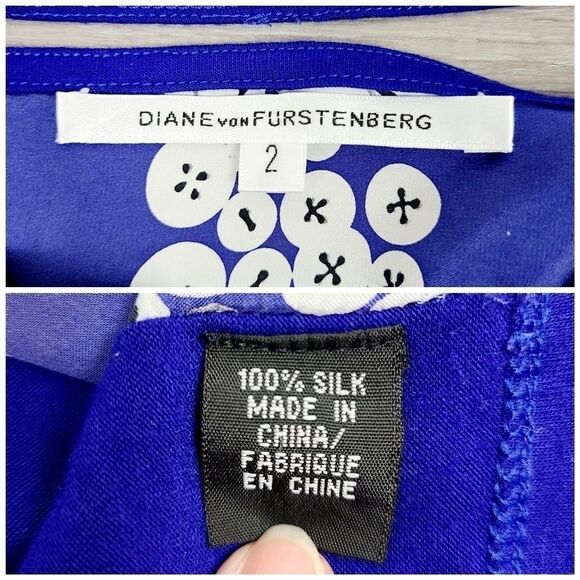 DIANE VON FURSTENBERG
2
100% SILK
MADE IN
CHINA/
FABRIQUE
EN CHINE